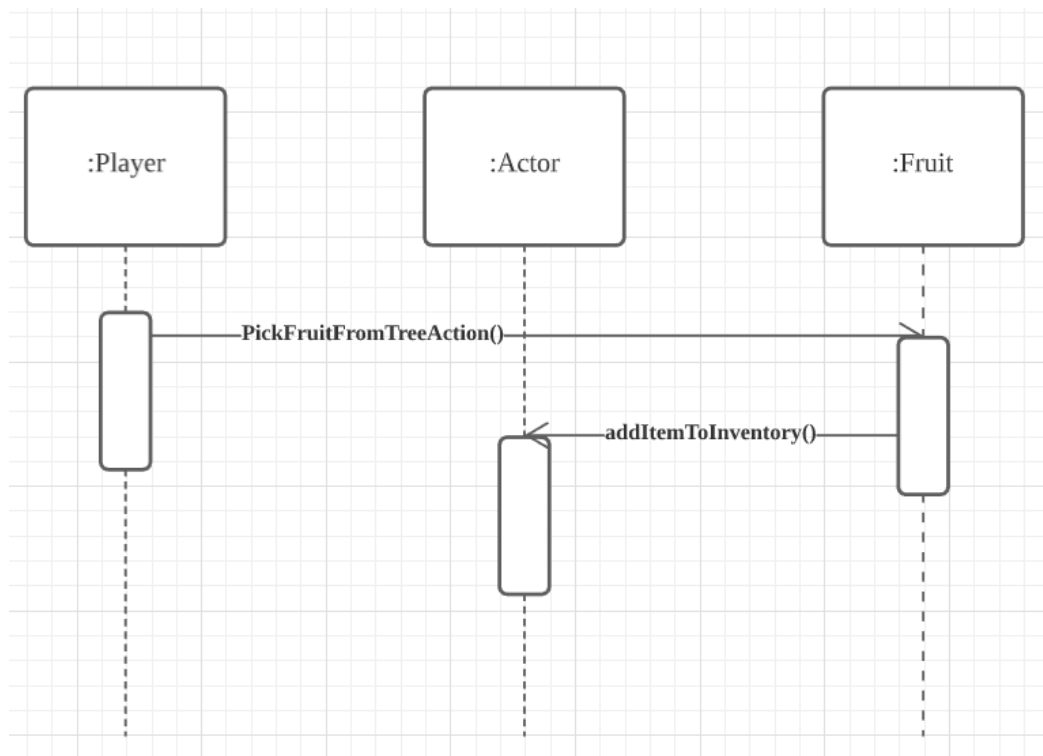 :Player
:Actor
:Fruit
PickFruitFromTreeAction()
addItemToInventory()